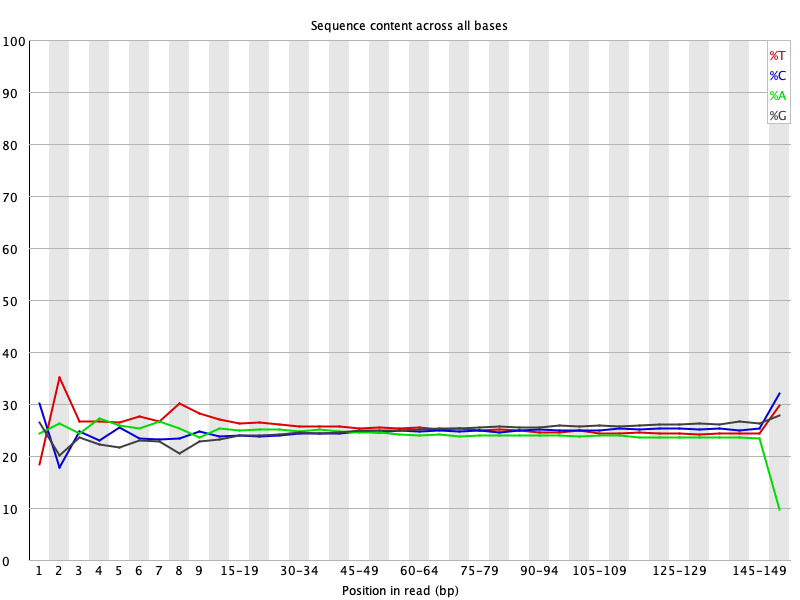 Sequence content across all bases
100
90
80
70
60
50
40
30
20
10
0
%T
%C
%A
%G
1 2 3 4 5 6 7 8 9 15-19 30-34 45-49 60-64 75-79 90-94 105-109 125-129 145-149
Position in read (bp)